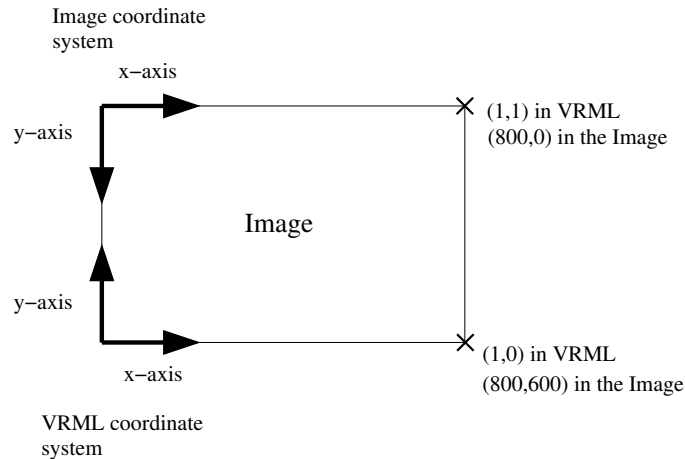 Image coordinate
system
x−axis
(1,1) in VRML
y−axis
(800,0) in the Image
Image
y−axis
(1,0) in VRML
x−axis
(800,600) in the Image
VRML coordinate
system